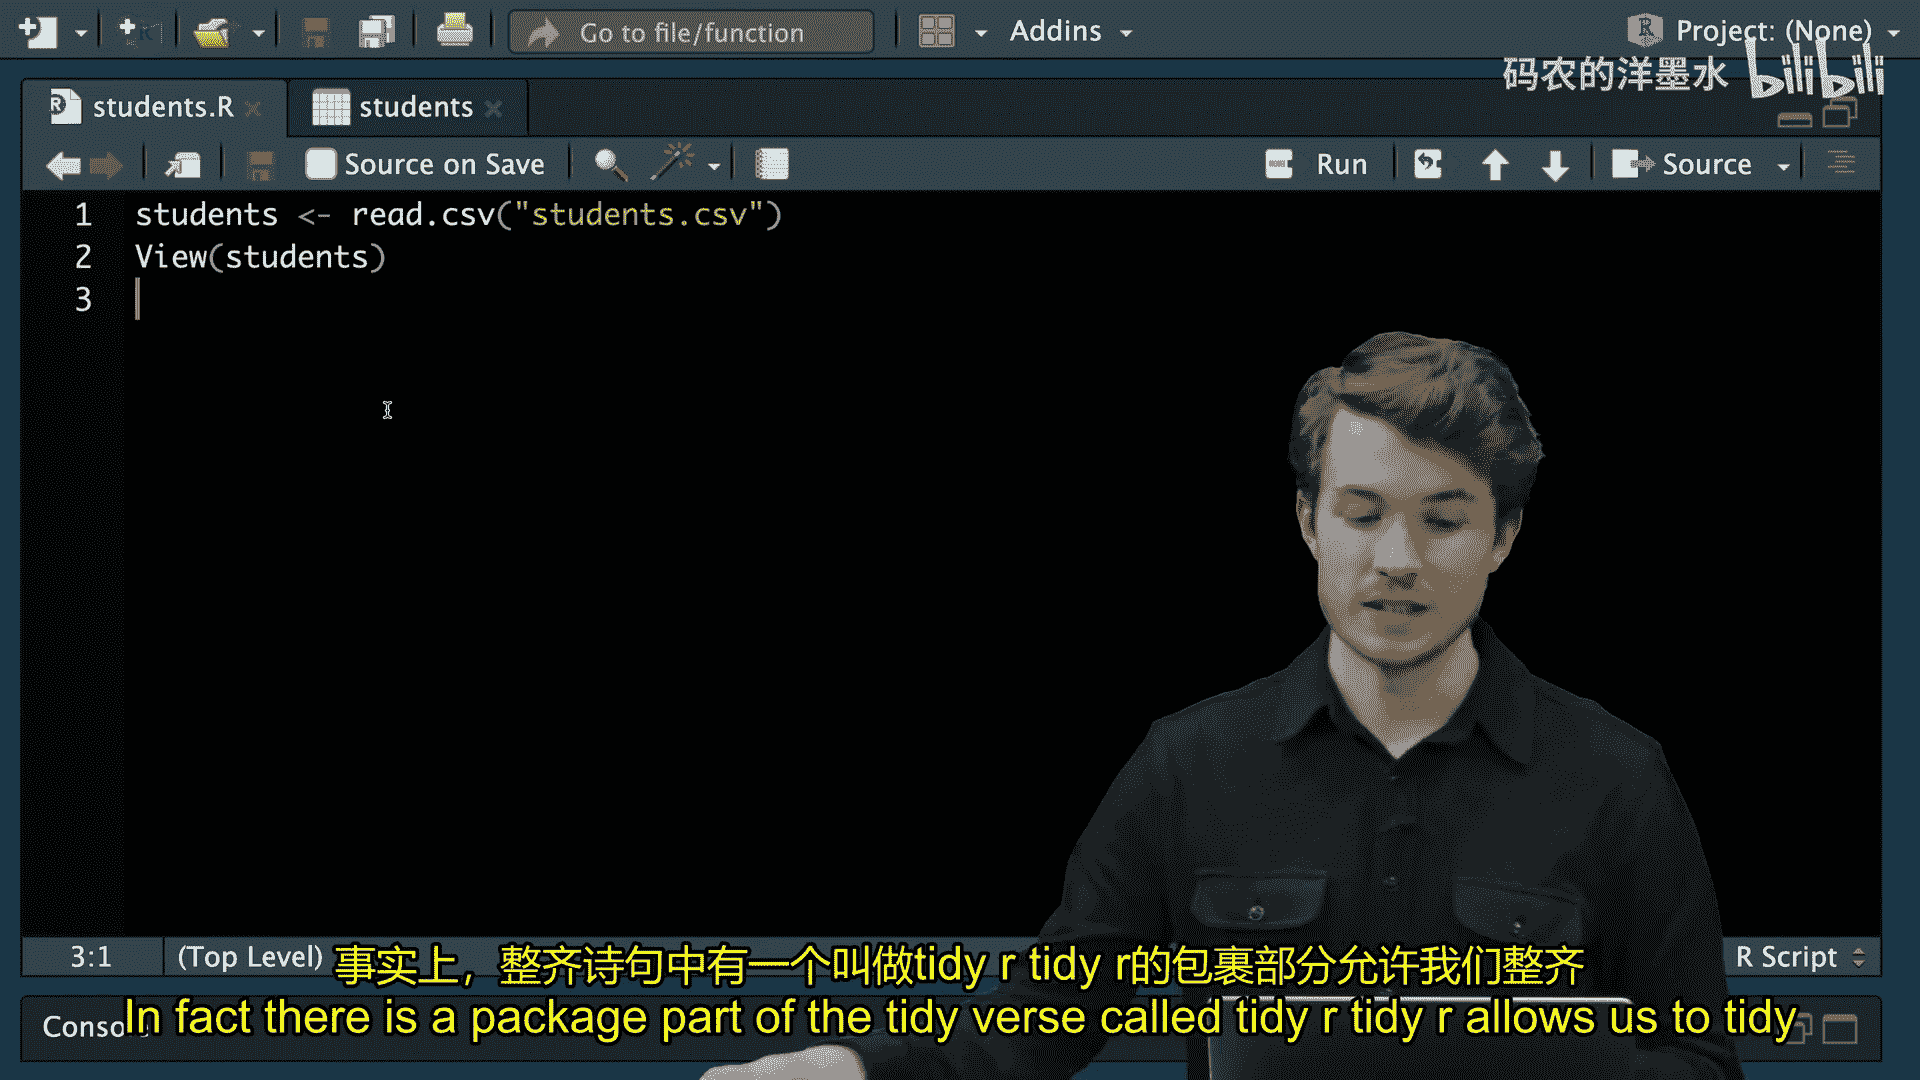 Go to file/function
Addins
Project: (None)
码农的洋墨水 bilibili
students.R
students
Source on Save
Run
Source
1 students <- read.csv("students.csv")
2 View(students)
3
3:1
(Top Level)
R Script
事实上，整齐诗句中有一个叫做tidy r tidy r的包裹部分允许我们整齐
In fact there is a package part of the tidy verse called tidy r tidy r allows us to tidy